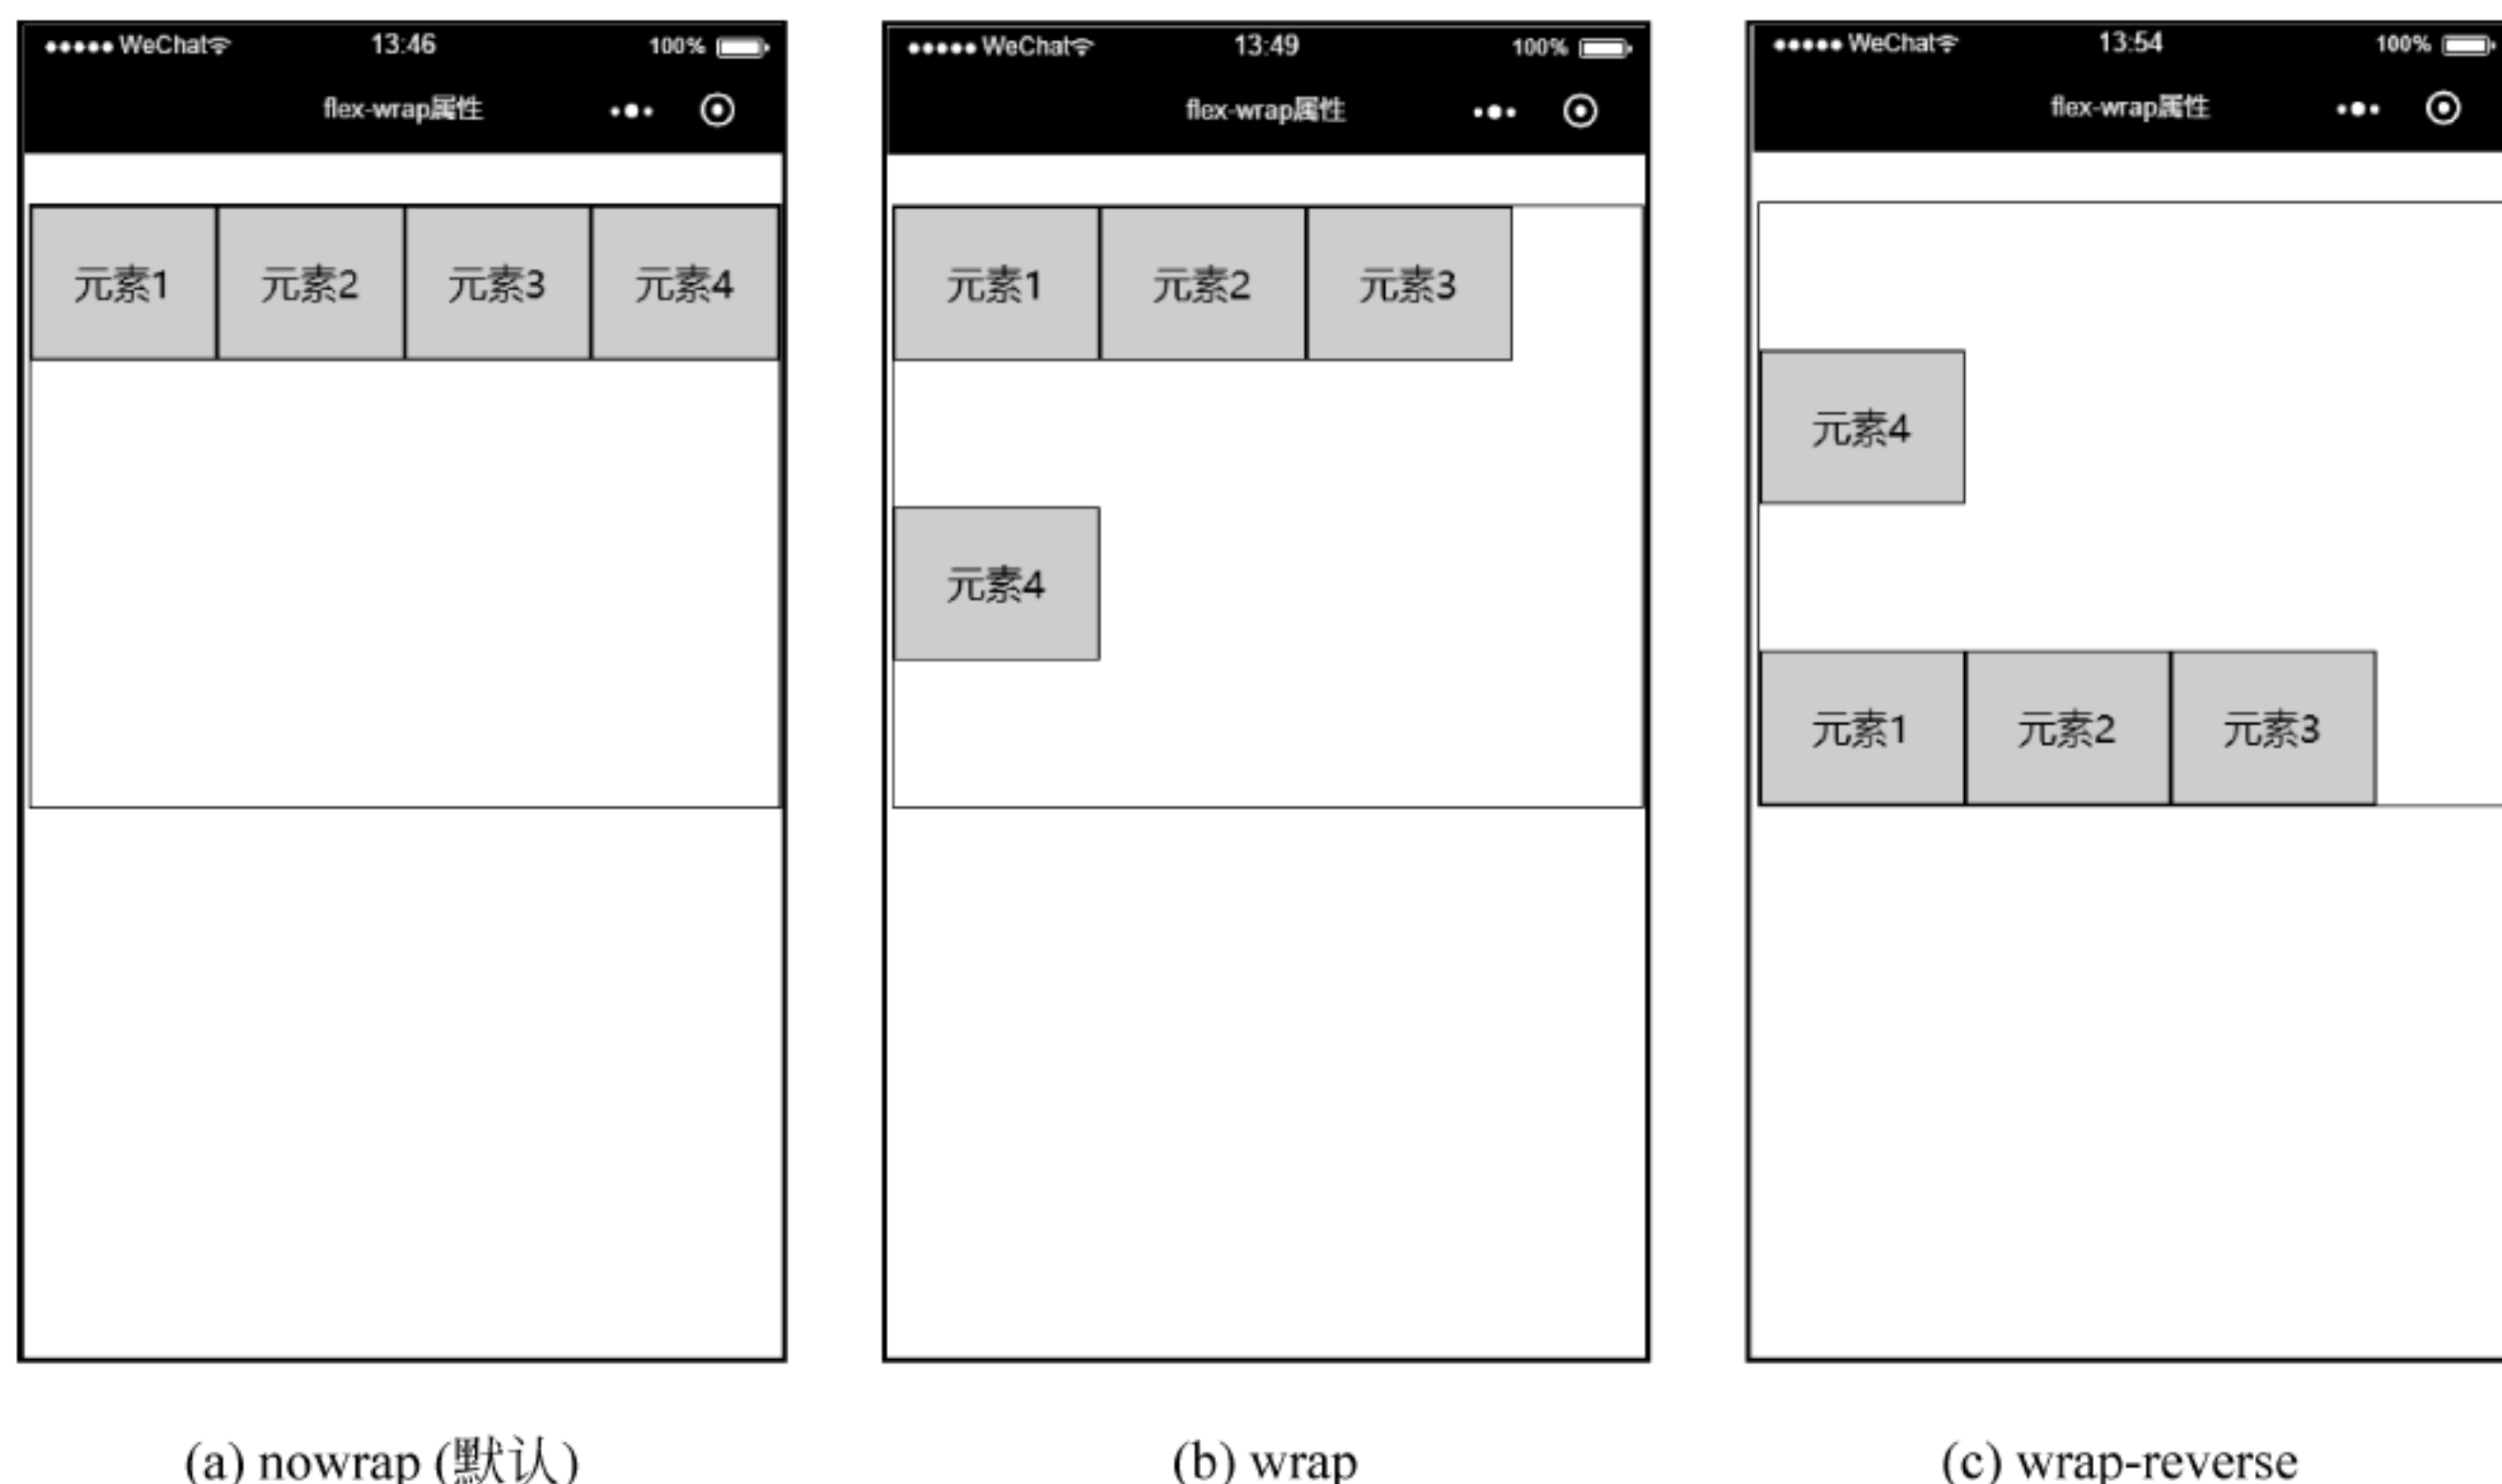 WeChat 13:46 100%
flex-wrap属性
元素1 元素2 元素3 元素4
(a) nowrap (默认)
WeChat 13:49 100%
flex-wrap属性
元素1 元素2 元素3
元素4
(b) wrap
WeChat 13:54 100%
flex-wrap属性
元素4
元素1 元素2 元素3
(c) wrap-reverse